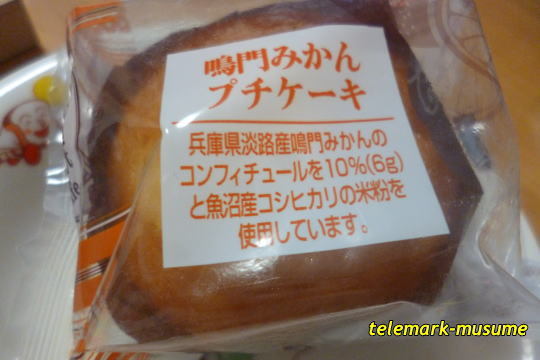 鳴門みかん
プチケーキ
兵庫県淡路産鳴門みかんの
コンフィチュールを10%(6g)
と魚沼産コシヒカリの米粉を
使用しています。
telemark-musume